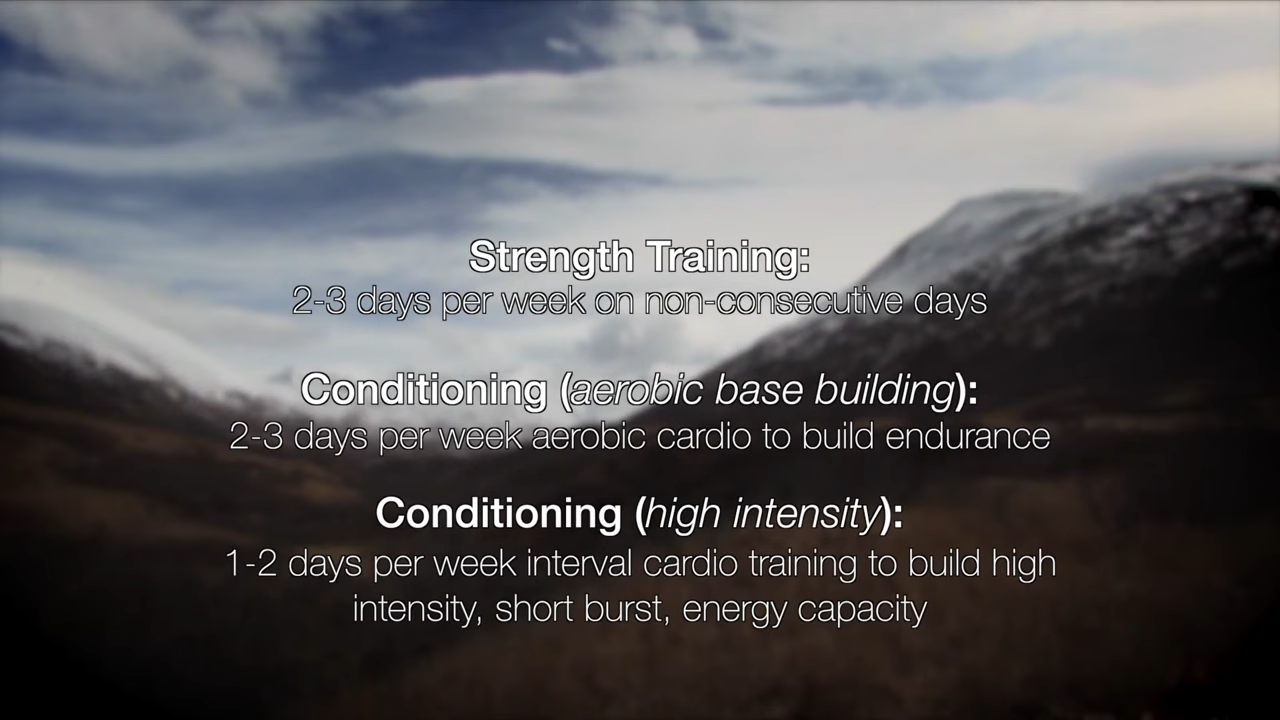 Strength Training:
2-3 days per week on non-consecutive days
Conditioning (aerobic base building):
2-3 days per week aerobic cardio to build endurance
Conditioning (high intensity):
1-2 days per week interval cardio training to build high
intensity, short burst, energy capacity